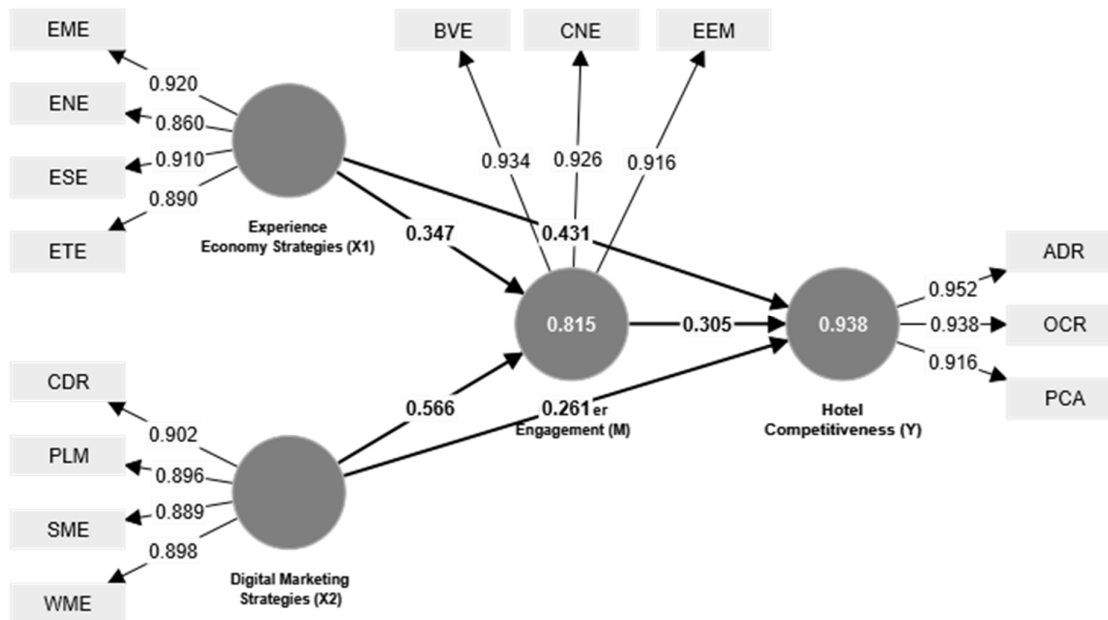 EME
ENE
ESE
ETE
0.920
0.860
0.910
0.890
Experience
Economy Strategies (X1)
BVE
CNE
EEM
0.934
0.926
0.916
0.347
0.431
0.815
0.305
0.938
0.566
0.261
er
Engagement (M)
Hotel
Competitiveness (Y)
0.952
0.938
0.916
ADR
OCR
PCA
CDR
PLM
SME
WME
0.902
0.896
0.889
0.898
Digital Marketing
Strategies (X2)